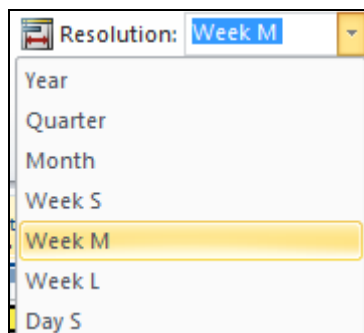 Resolution: Week M
Year
Quarter
Month
Week S
Week M
Week L
Day S